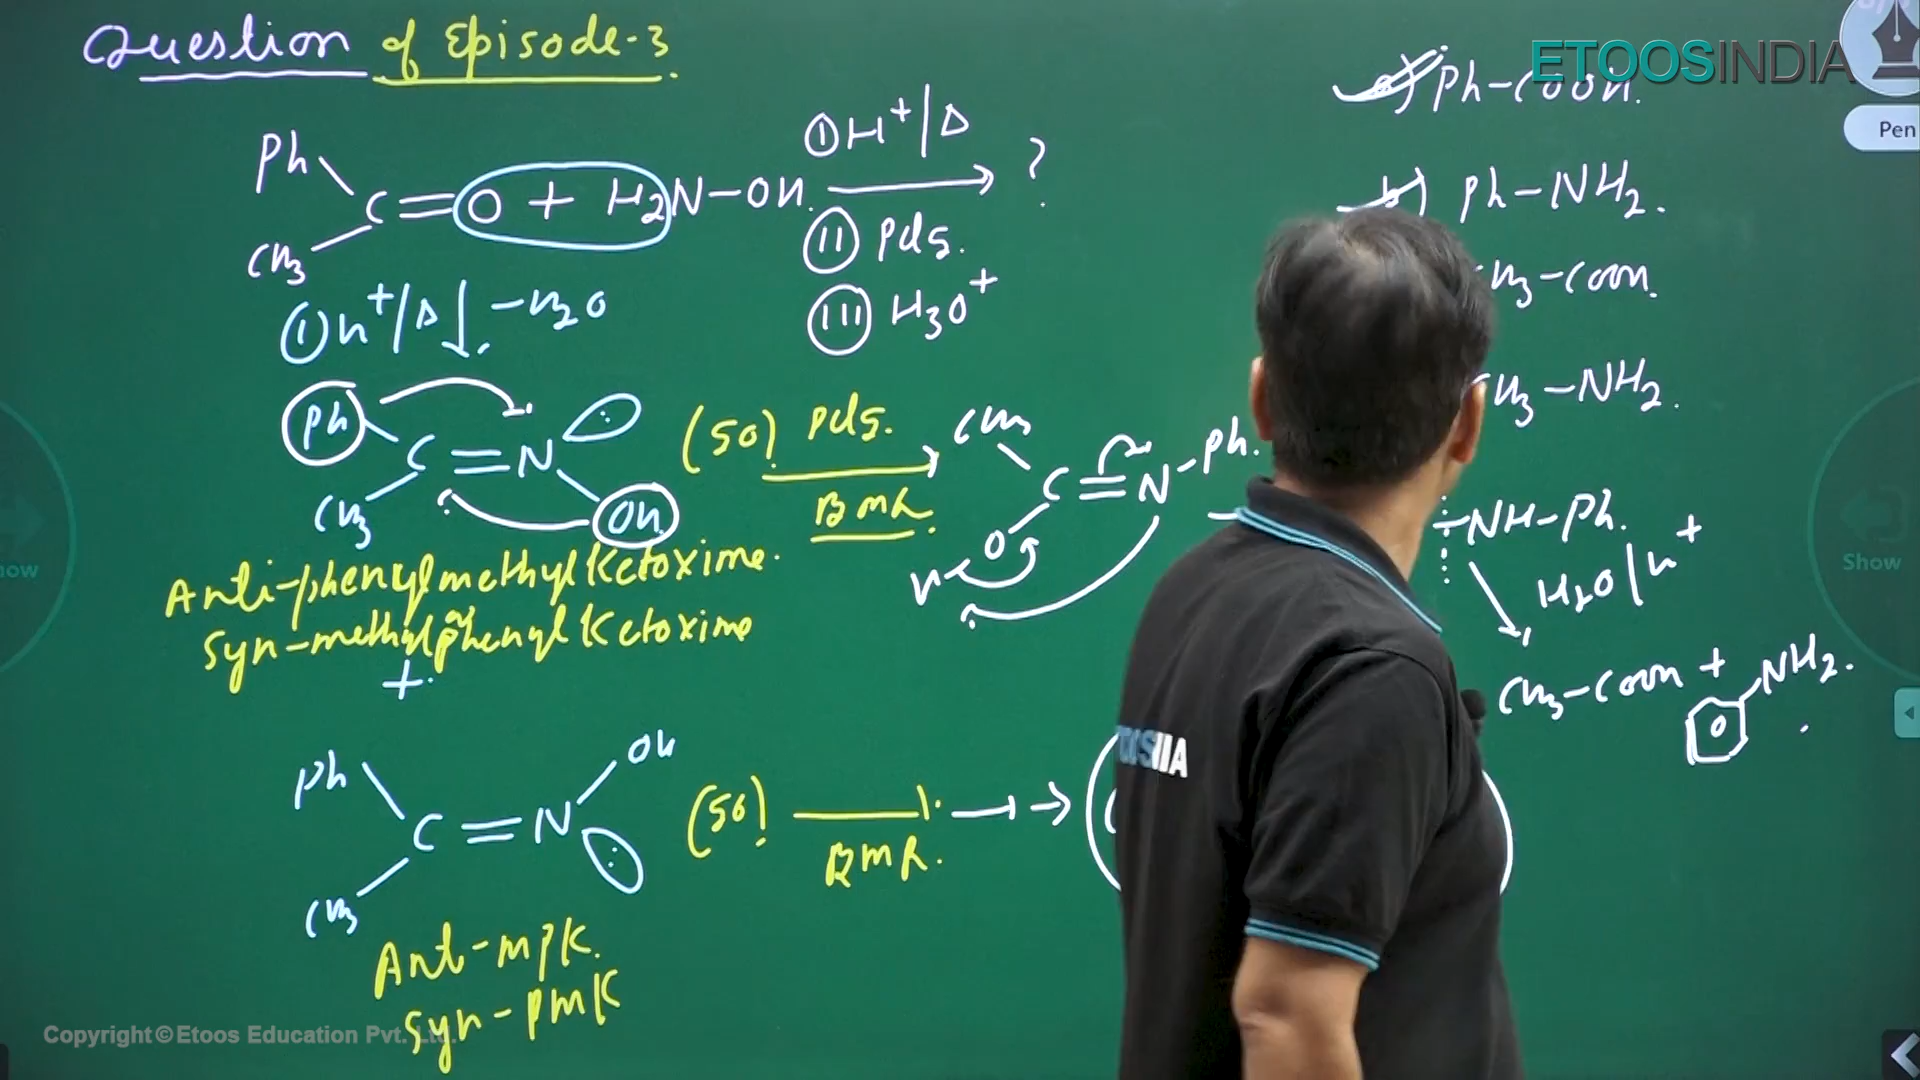 Question of Episode-3
Ph
C=O + H2N-OH
CH3
(I) H+/Δ
?
(II) PCl5.
(III) H3O+
(I) H+/Δ -H2O
Ph
C=N
CH3
OH
(50) PCl5.
BMR.
CH3
C=N-Ph.
O
H
Anti-phenylmethylketoxime.
Syn-methylphenylketoxime
+
Ph
OH
C=N
CH3
(50)
BMR.
Anti-MPK.
Syn-PMK
a) Ph-COOH.
b) Ph-NH2.
CH3-COOH.
CH3-NH2.
-NH-Ph.
H2O/H+
CH3-COOH +
NH2.
ETOOSINDIA
Pen
Show
Copyright © Etoos Education Pvt. Ltd.